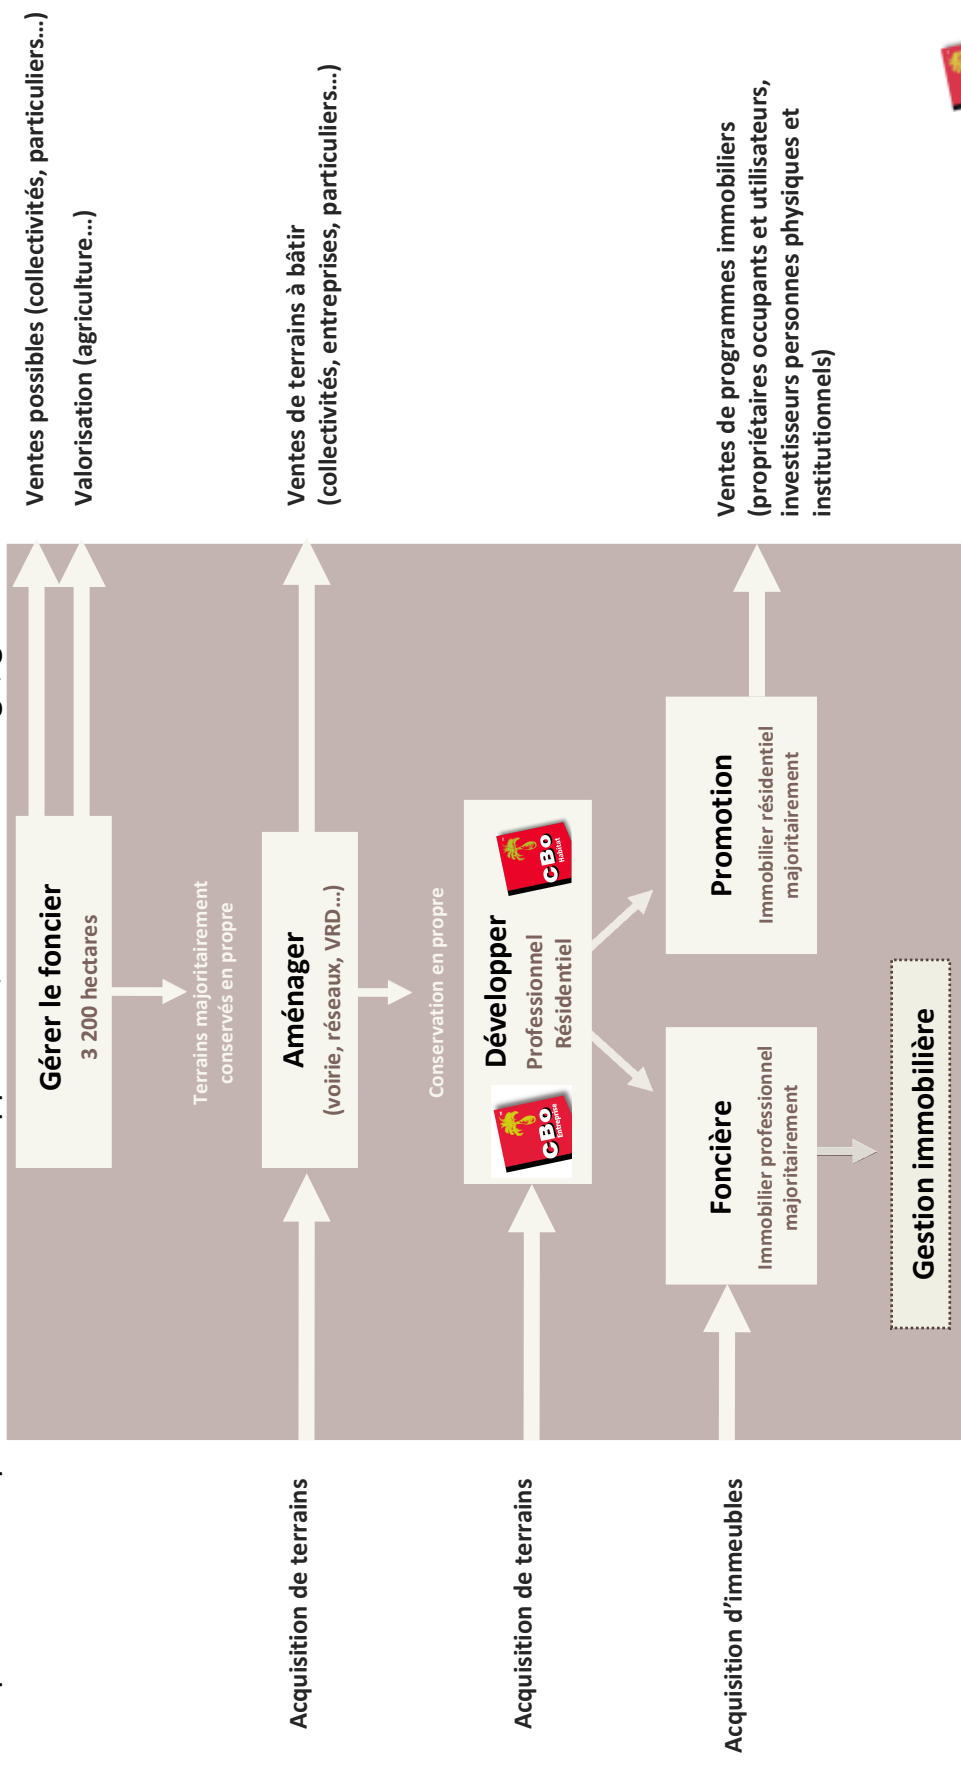 Gérer le foncier
3 200 hectares
Ventes possibles (collectivités, particuliers…)
Valorisation (agriculture…)
Terrains majoritairement
conservés en propre
Acquisition de terrains
Aménager
(voirie, réseaux, VRD…)
Ventes de terrains à bâtir
(collectivités, entreprises, particuliers…)
Conservation en propre
Acquisition de terrains
CBo
Entreprise
Développer
Professionnel
Résidentiel
CBo
Habitat
Acquisition d’immeubles
Foncière
Immobilier professionnel
majoritairement
Promotion
Immobilier résidentiel
majoritairement
Ventes de programmes immobiliers
(propriétaires occupants et utilisateurs,
investisseurs personnes physiques et
institutionnels)
Gestion immobilière